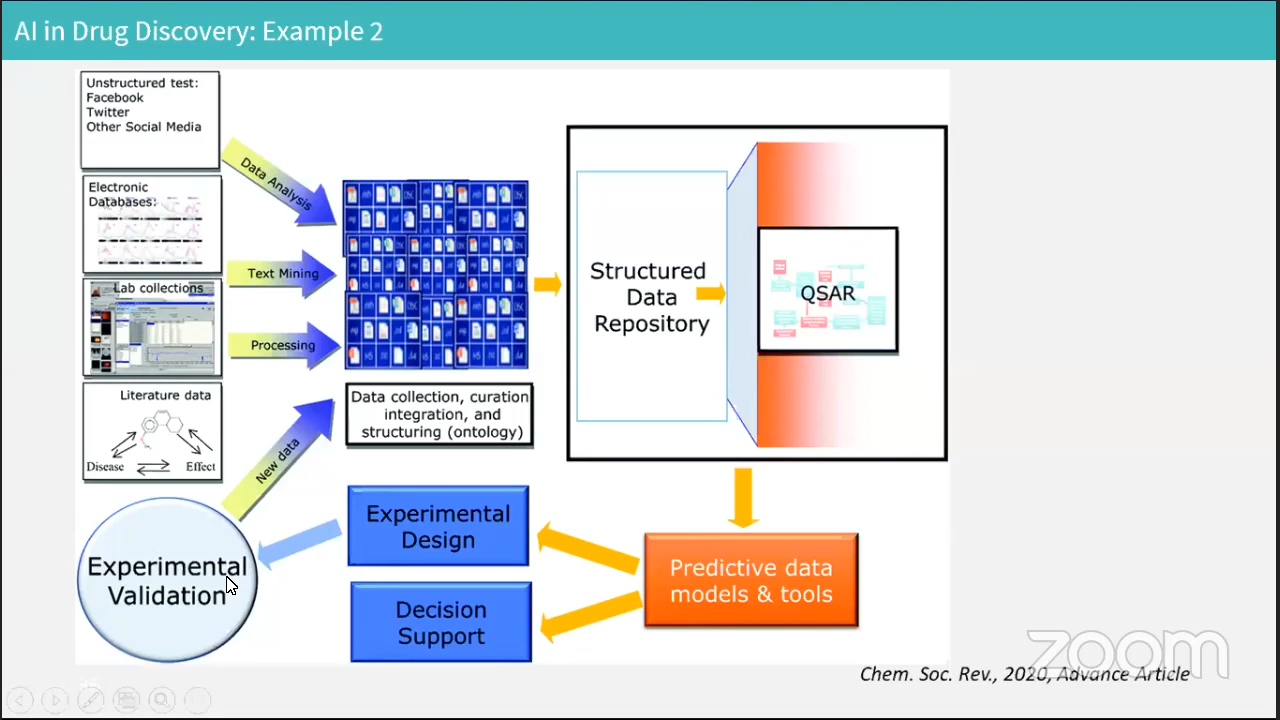 AI in Drug Discovery: Example 2
Unstructured test:
Facebook
Twitter
Other Social Media
Electronic
Databases:
Lab collections
Literature data
Disease
Effect
Data Analysis
Text Mining
Processing
New data
Data collection, curation
integration, and
structuring (ontology)
Structured
Data
Repository
QSAR
Predictive data
models & tools
Experimental
Design
Decision
Support
Experimental
Validation
Chem. Soc. Rev., 2020, Advance Article
zoom